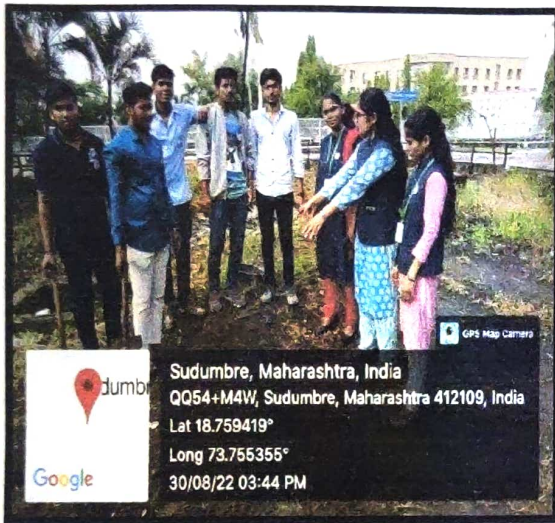 GPS Map Camera
dumbr
Google
Sudumbre, Maharashtra, India
QQ54+M4W, Sudumbre, Maharashtra 412109, India
Lat 18.759419°
Long 73.755355°
30/08/22 03:44 PM